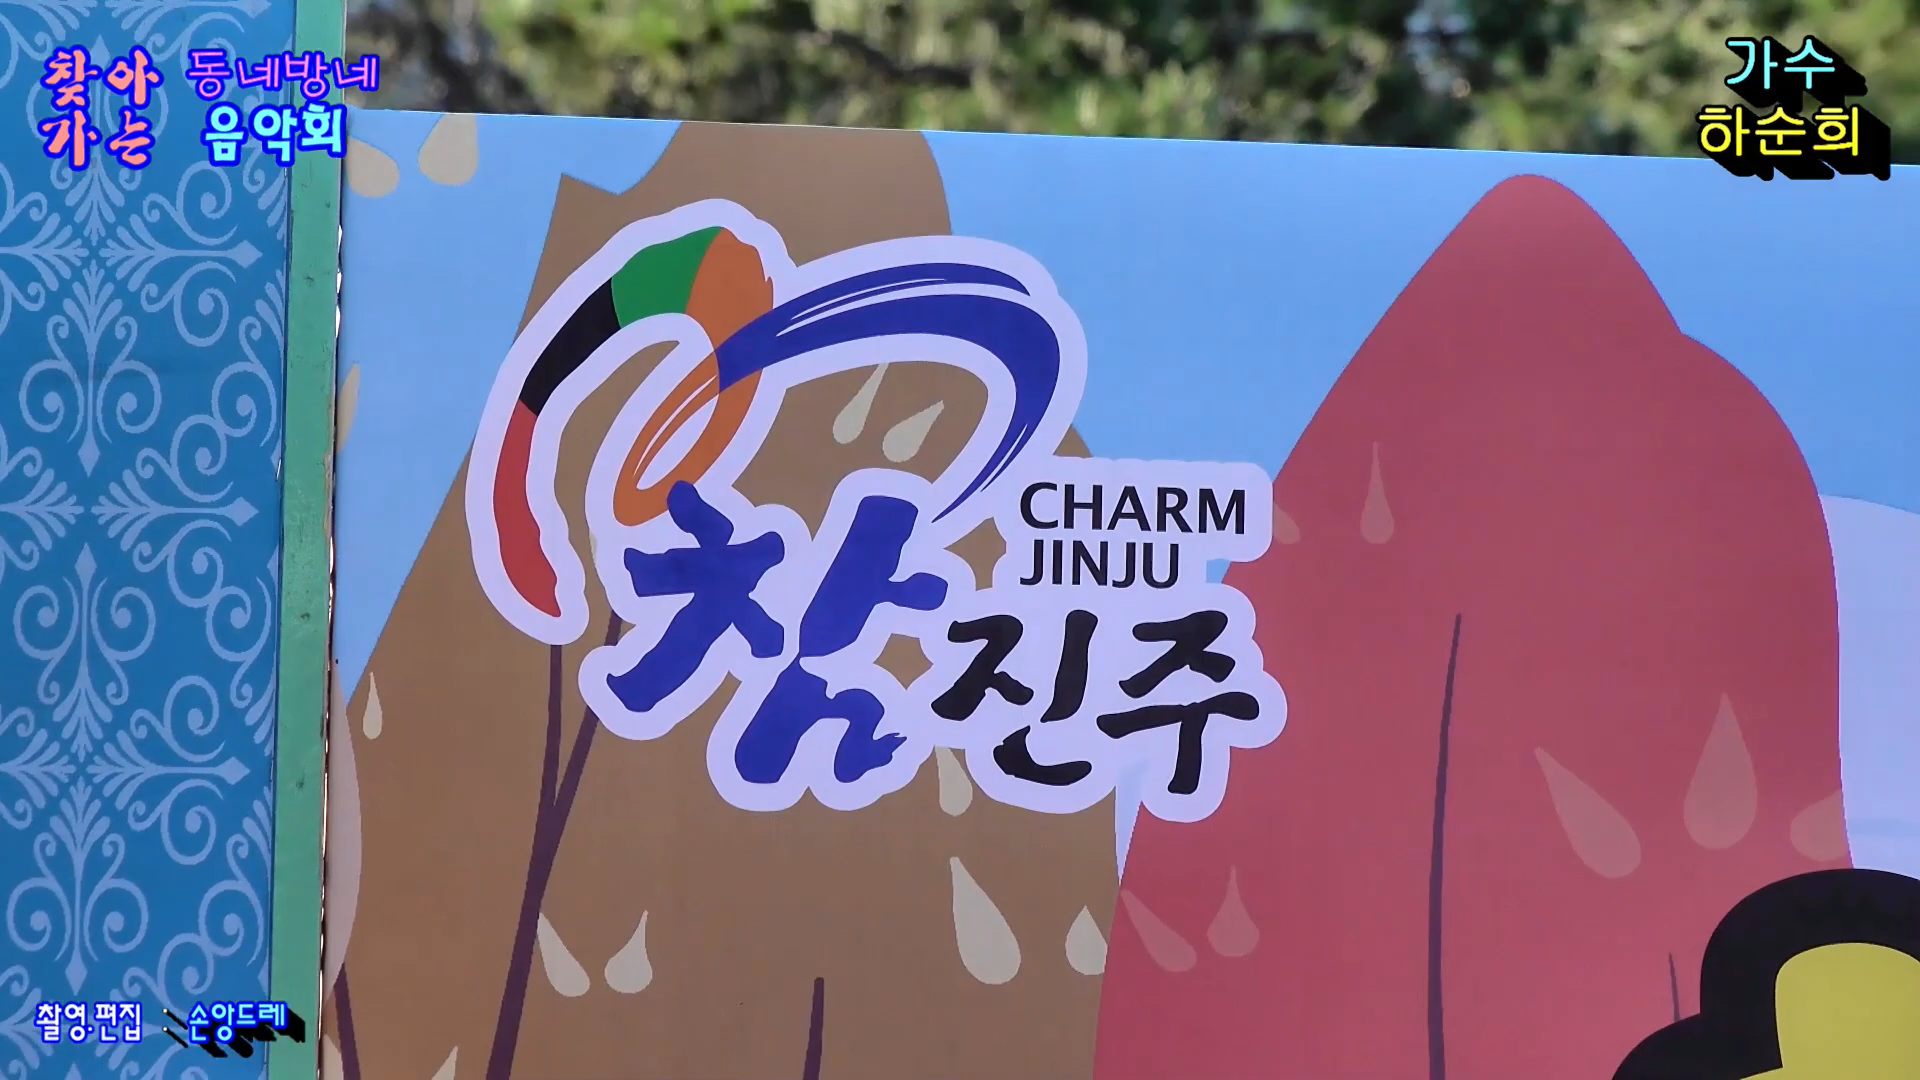 찾아 동네방네
가는 음악회
가수
하순희
CHARM
JINJU
참진주
촬영.편집 : 손앙드레